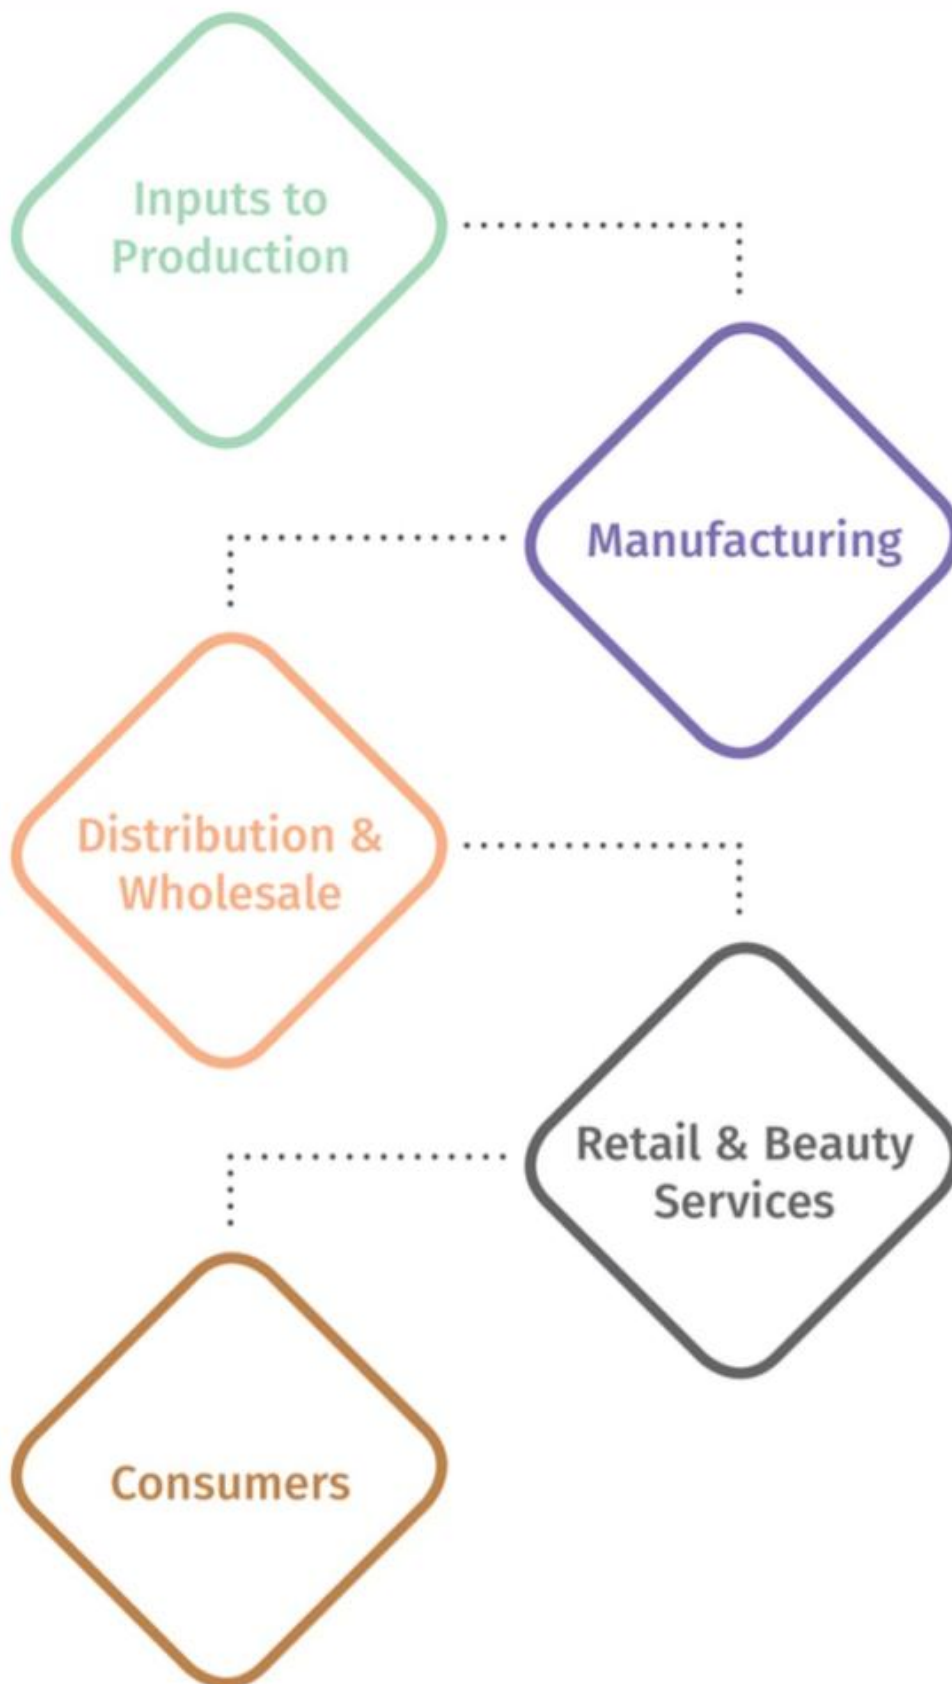 Inputs to
Production
Manufacturing
Distribution &
Wholesale
Retail & Beauty
Services
Consumers